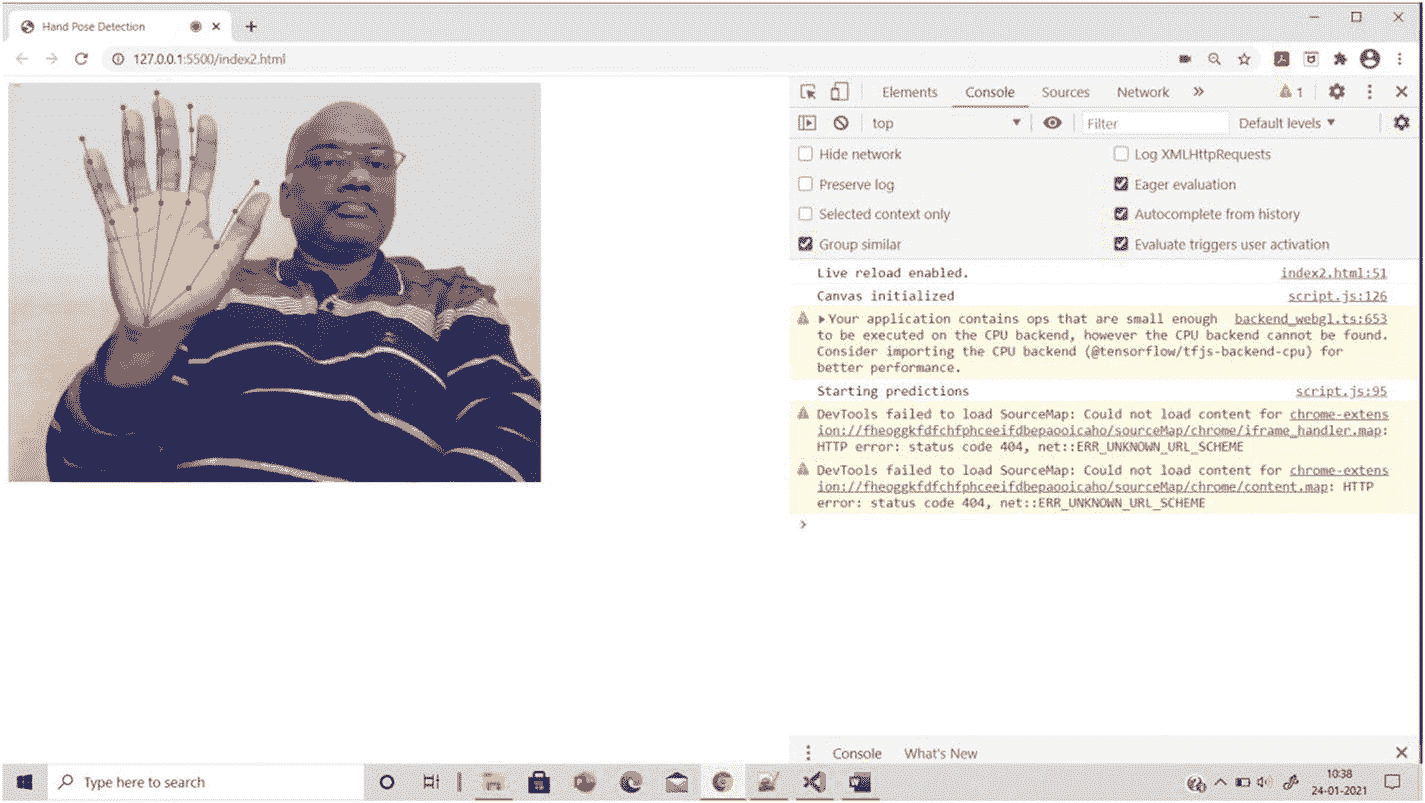 Hand Pose Detection
127.0.0.1:5500/index2.html
Elements Console Sources Network » 1
top Filter Default levels
Hide network Log XMLHttpRequests
Preserve log Eager evaluation
Selected context only Autocomplete from history
Group similar Evaluate triggers user activation
Live reload enabled. index2.html:51
Canvas initialized script.js:126
Your application contains ops that are small enough backend_webgl.ts:653
to be executed on the CPU backend, however the CPU backend cannot be found.
Consider importing the CPU backend (@tensorflow/tfjs-backend-cpu) for
better performance.
Starting predictions script.js:95
DevTools failed to load SourceMap: Could not load content for chrome-extens
ion://fheoggkfdfchfphceeifdbepaooicaho/sourceMap/chrome/iframe_handler.map:
HTTP error: status code 404, net::ERR_UNKNOWN_URL_SCHEME
DevTools failed to load SourceMap: Could not load content for chrome-extens
ion://fheoggkfdfchfphceeifdbepaooicaho/sourceMap/chrome/content.map: HTTP
error: status code 404, net::ERR_UNKNOWN_URL_SCHEME
Console What's New
Type here to search
10:38
24-01-2021